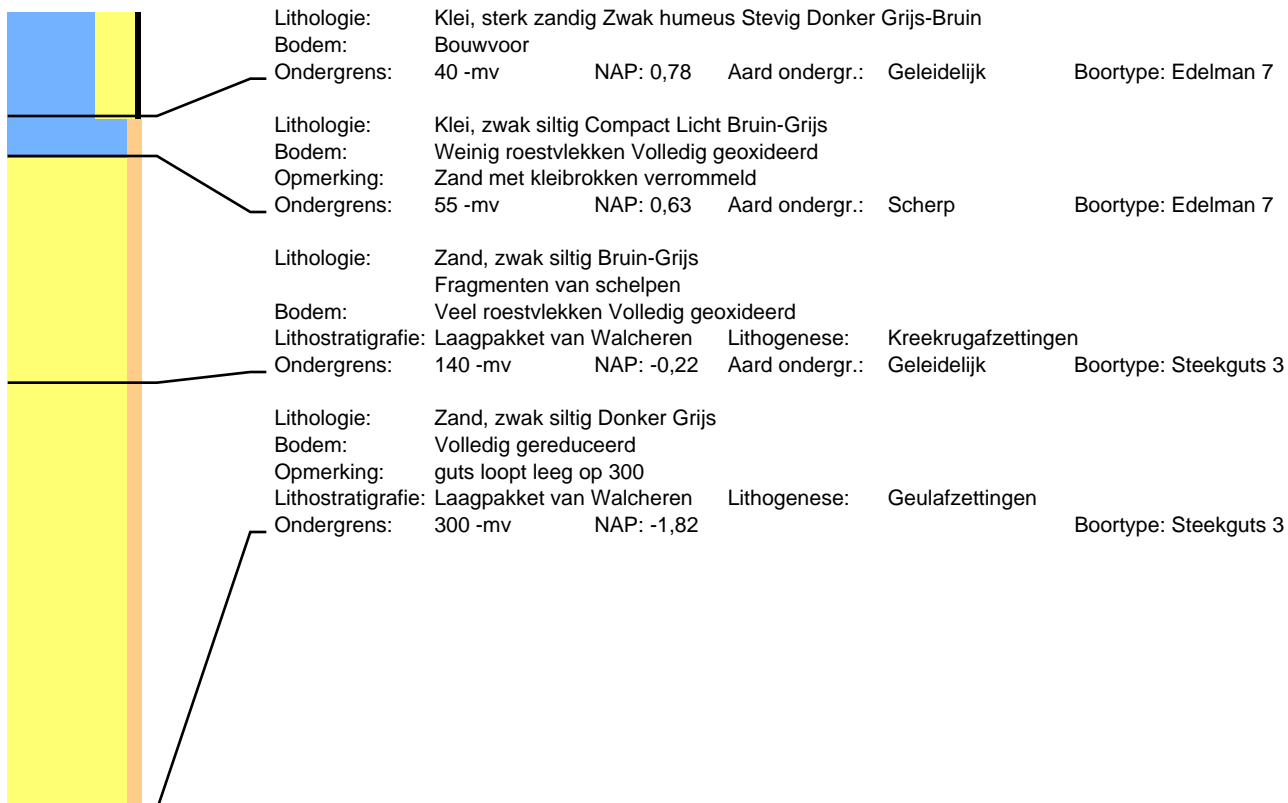 Lithologie: Klei, sterk zandig Zwak humeus Stevig Donker Grijs-Bruin
Bodem: Bouwvoor
Ondergrens: 40 -mv NAP: 0,78 Aard ondergr.: Geleidelijk Boortype: Edelman 7
Lithologie: Klei, zwak siltig Compact Licht Bruin-Grijs
Bodem: Weinig roestvlekken Volledig geoxideerd
Opmerking: Zand met kleibrokken verrommeld
Ondergrens: 55 -mv NAP: 0,63 Aard ondergr.: Scherp Boortype: Edelman 7
Lithologie: Zand, zwak siltig Bruin-Grijs
Fragmenten van schelpen
Bodem: Veel roestvlekken Volledig geoxideerd
Lithostratigrafie: Laagpakket van Walcheren Lithogenese: Kreekrugafzettingen
Ondergrens: 140 -mv NAP: -0,22 Aard ondergr.: Geleidelijk Boortype: Steekguts 3
Lithologie: Zand, zwak siltig Donker Grijs
Bodem: Volledig gereduceerd
Opmerking: guts loopt leeg op 300
Lithostratigrafie: Laagpakket van Walcheren Lithogenese: Geulafzettingen
Ondergrens: 300 -mv NAP: -1,82 Boortype: Steekguts 3